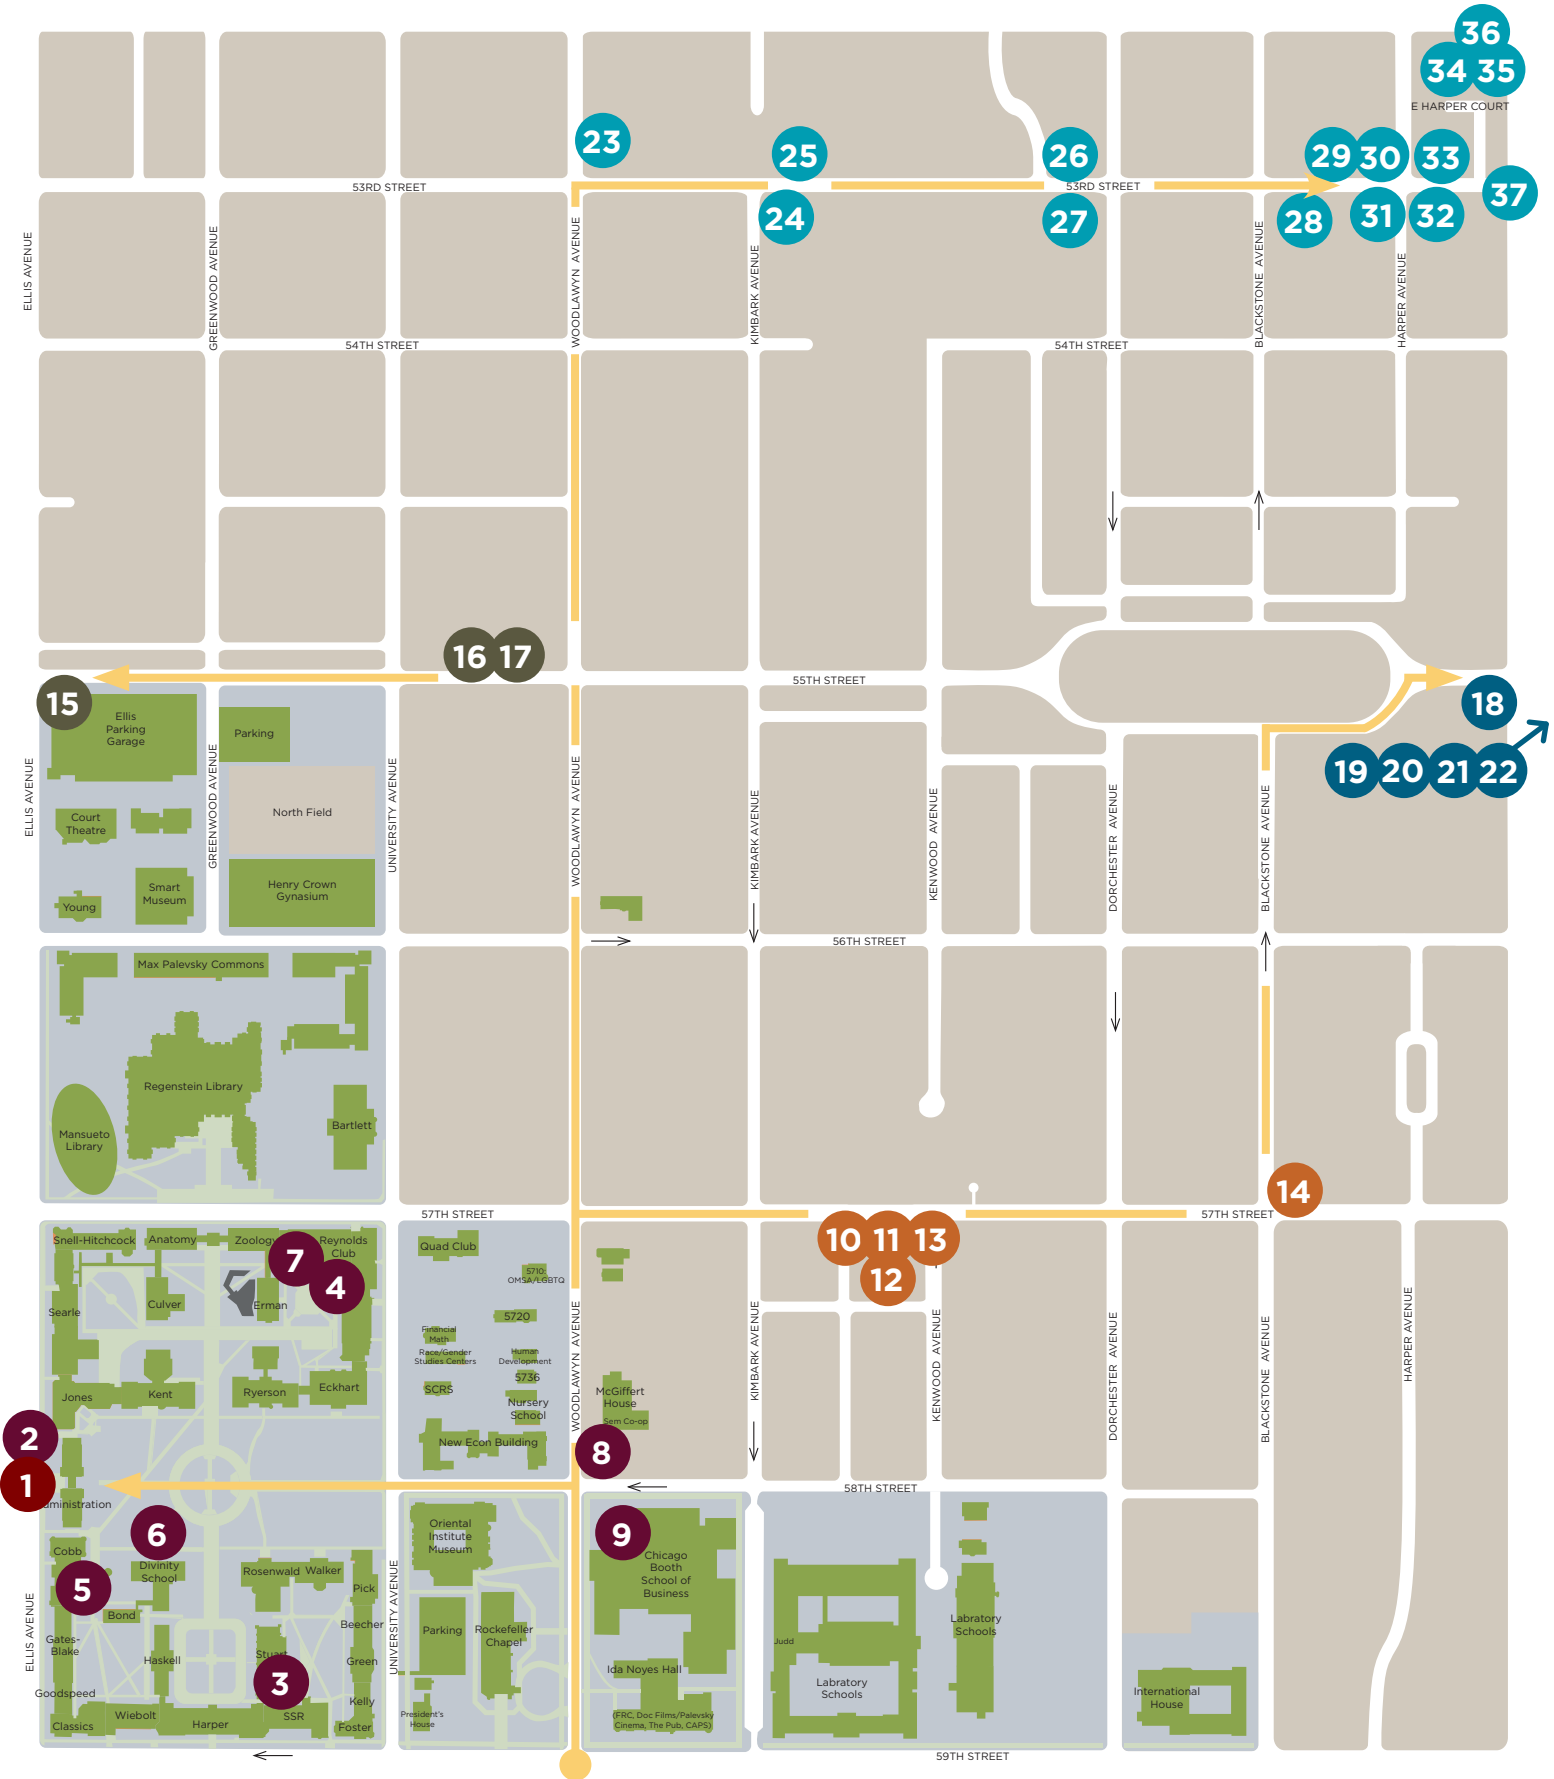 36
34
35
E HARPER COURT
23
25
26
29
30
33
53RD STREET
53RD STREET
37
24
27
28
31
32
ELLIS AVENUE
GREENWOOD AVENUE
WOODLAWYN AVENUE
KIMBARK AVENUE
BLACKSTONE AVENUE
HARPER AVENUE
54TH STREET
54TH STREET
16
17
55TH STREET
15
18
Ellis
Parking
Garage
Parking
19
20
21
22
ELLIS AVENUE
GREENWOOD AVENUE
UNIVERSITY AVENUE
WOODLAWYN AVENUE
KIMBARK AVENUE
KENWOOD AVENUE
DORCHESTER AVENUE
BLACKSTONE AVENUE
North Field
Court
Theatre
Henry Crown
Gynasium
Smart
Museum
Young
56TH STREET
Max Palevsky Commons
Regenstein Library
Bartlett
Mansueto
Library
14
57TH STREET
57TH STREET
10
11
13
12
Snell-Hitchcock
Anatomy
Zoology
Reynolds
Club
7
4
Quad Club
5710:
OMSA/LGBTQ
Searle
Culver
Erman
5720
Financial
Math
Race/Gender
Studies Centers
Human
Development
5736
SCRS
Nursery
School
New Econ Building
McGiffert
House
Sem Co-op
WOODLAWYN AVENUE
KIMBARK AVENUE
KENWOOD AVENUE
DORCHESTER AVENUE
BLACKSTONE AVENUE
HARPER AVENUE
Jones
Kent
Ryerson
Eckhart
2
8
1
ministration
58TH STREET
6
9
Oriental
Institute
Museum
Chicago
Booth
School of
Business
Cobb
Divinity
School
Rosenwald
Walker
Pick
5
Bond
Beecher
ELLIS AVENUE
UNIVERSITY AVENUE
Gates-
Blake
Haskell
Stuart
Green
Parking
Rockefeller
Chapel
Labratory
Schools
Judd
3
Ida Noyes Hall
Labratory
Schools
International
House
Goodspeed
Kelly
Wiebolt
Harper
SSR
Foster
Classics
President's
House
(FRC, Doc Films/Palevsky
Cinema, The Pub, CAPS)
59TH STREET